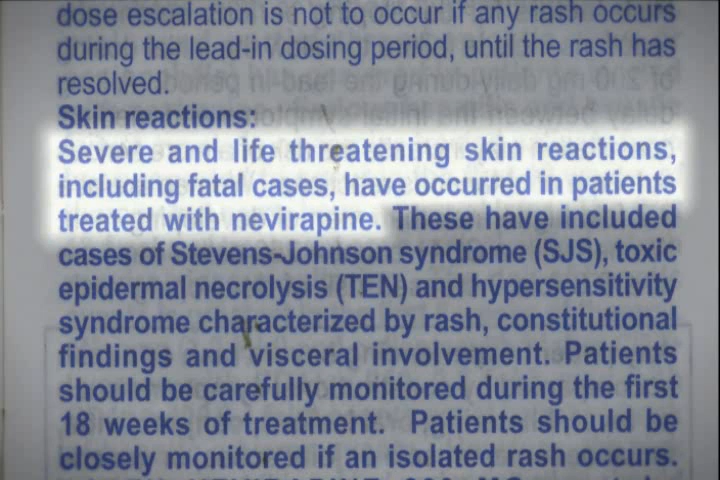 dose escalation is not to occur if any rash occurs
during the lead-in dosing period, until the rash has
resolved.
Skin reactions:
Severe and life threatening skin reactions,
including fatal cases, have occurred in patients
treated with nevirapine. These have included
cases of Stevens-Johnson syndrome (SJS), toxic
epidermal necrolysis (TEN) and hypersensitivity
syndrome characterized by rash, constitutional
findings and visceral involvement. Patients
should be carefully monitored during the first
18 weeks of treatment. Patients should be
closely monitored if an isolated rash occurs.